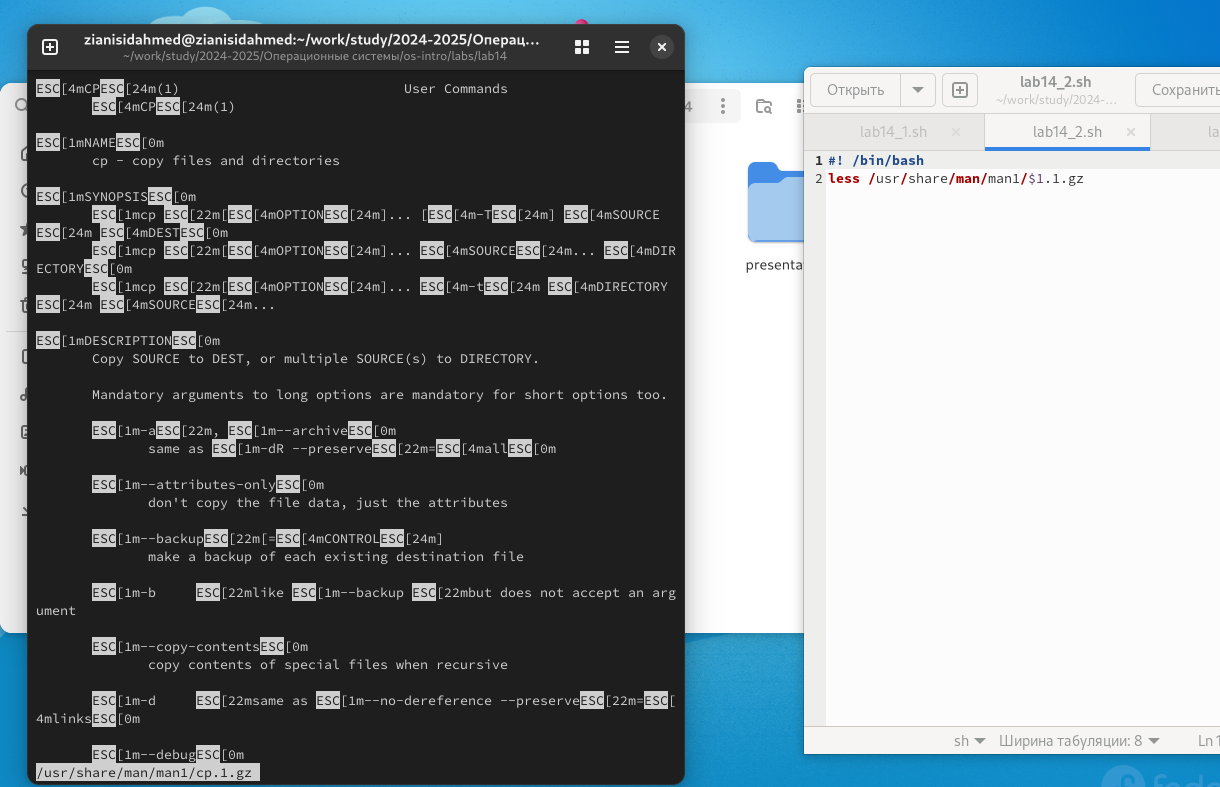 zianisidahmed@zianisidahmed:~/work/study/2024-2025/Операц...
~/work/study/2024-2025/Операционные системы/os-intro/labs/lab14
ESC[4mCPESC[24m(1)                            User Commands
       ESC[4mCPESC[24m(1)
ESC[1mNAMEESC[0m
       cp - copy files and directories
ESC[1mSYNOPSISESC[0m
       ESC[1mcp ESC[22m[ESC[4mOPTIONESC[24m]... [ESC[4m-TESC[24m] ESC[4mSOURCE
ESC[24m ESC[4mDESTESC[0m
       ESC[1mcp ESC[22m[ESC[4mOPTIONESC[24m]... ESC[4mSOURCEESC[24m... ESC[4mDIR
ECTORYESC[0m
       ESC[1mcp ESC[22m[ESC[4mOPTIONESC[24m]... ESC[4m-tESC[24m ESC[4mDIRECTORY
ESC[24m ESC[4mSOURCEESC[24m...
ESC[1mDESCRIPTIONESC[0m
       Copy SOURCE to DEST, or multiple SOURCE(s) to DIRECTORY.
       Mandatory arguments to long options are mandatory for short options too.
       ESC[1m-aESC[22m, ESC[1m--archiveESC[0m
              same as ESC[1m-dR --preserveESC[22m=ESC[4mallESC[0m
       ESC[1m--attributes-onlyESC[0m
              don't copy the file data, just the attributes
       ESC[1m--backupESC[22m[=ESC[4mCONTROLESC[24m]
              make a backup of each existing destination file
       ESC[1m-b     ESC[22mlike ESC[1m--backup ESC[22mbut does not accept an arg
ument
       ESC[1m--copy-contentsESC[0m
              copy contents of special files when recursive
       ESC[1m-d     ESC[22msame as ESC[1m--no-dereference --preserveESC[22m=ESC[
4mlinksESC[0m
       ESC[1m--debugESC[0m
/usr/share/man/man1/cp.1.gz
4
presenta
Открыть
lab14_2.sh
~/work/study/2024-...
Сохранить
lab14_1.sh
lab14_2.sh
la
1 #! /bin/bash
2 less /usr/share/man/man1/$1.1.gz
sh
Ширина табуляции: 8
Ln 1